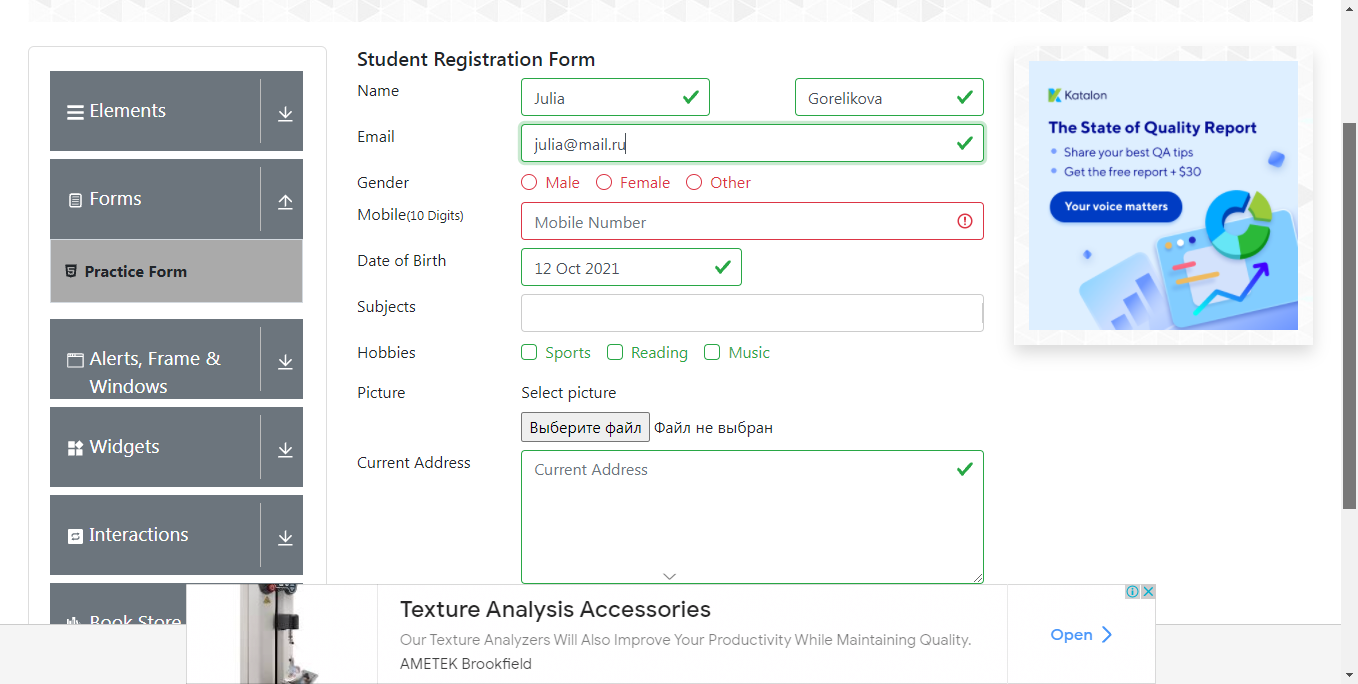 Elements
Forms
Practice Form
Alerts, Frame &
Windows
Widgets
Interactions
Book Store
Student Registration Form
Name
Julia
Gorelikova
Email
julia@mail.ru
Gender
Male Female Other
Mobile(10 Digits)
Mobile Number
Date of Birth
12 Oct 2021
Subjects
Hobbies
Sports Reading Music
Picture
Select picture
Выберите файл Файл не выбран
Current Address
Current Address
Katalon
The State of Quality Report
Share your best QA tips
Get the free report + $30
Your voice matters
Texture Analysis Accessories
Our Texture Analyzers Will Also Improve Your Productivity While Maintaining Quality.
AMETEK Brookfield
Open